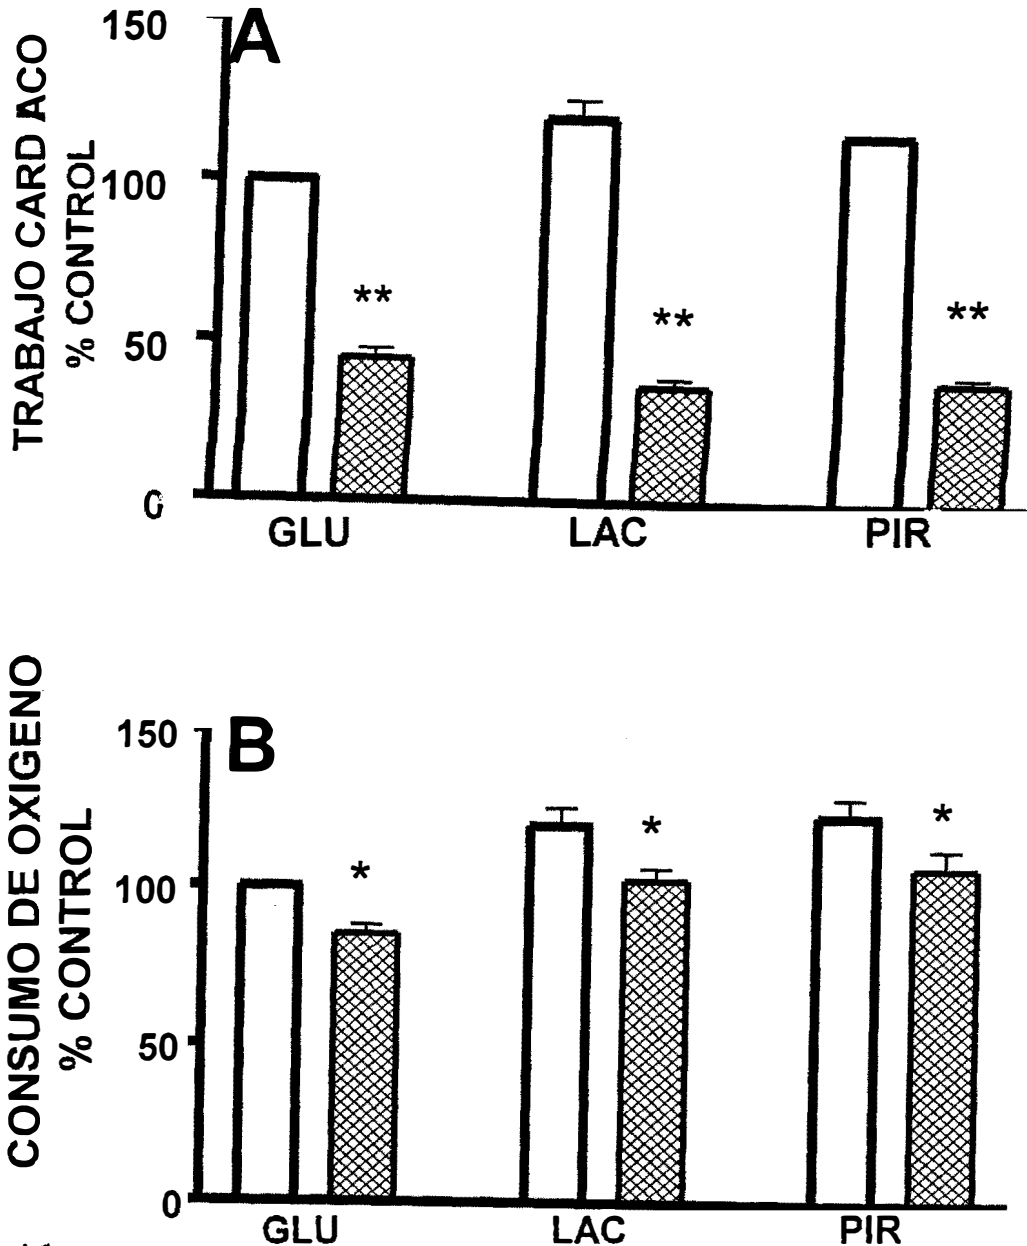 150
A
TRABAJO CARD ACO
% CONTROL
100
**
**
**
50
0
GLU LAC PIR
CONSUMO DE OXIGENO
% CONTROL
150
B
*
*
*
100
50
0
GLU LAC PIR